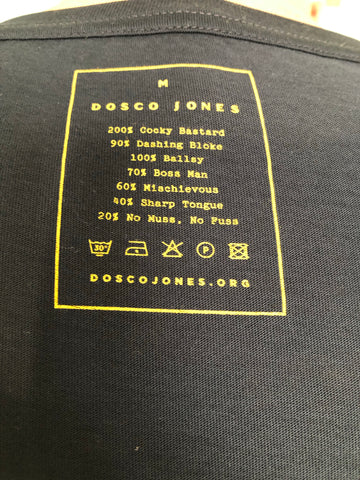 M
DOSCO JONES
200% Cocky Bastard
90% Dashing Bloke
100% Ballsy
70% Boss Man
60% Mischievous
40% Sharp Tongue
20% No Muss, No Fuss
30° P
DOSCOJONES.ORG